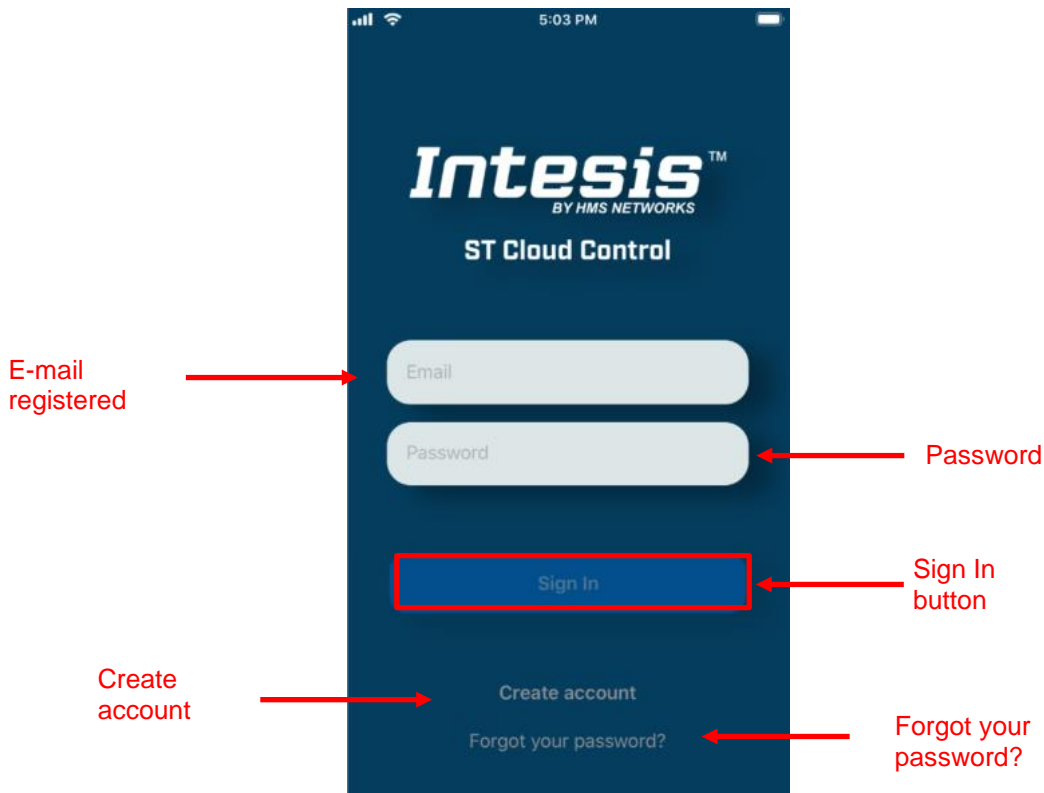 5:03 PM
Intesis™
BY HMS NETWORKS
ST Cloud Control
E-mail
registered
Email
Password
Password
Sign In
Sign In
button
Create
account
Create account
Forgot your password?
Forgot your
password?